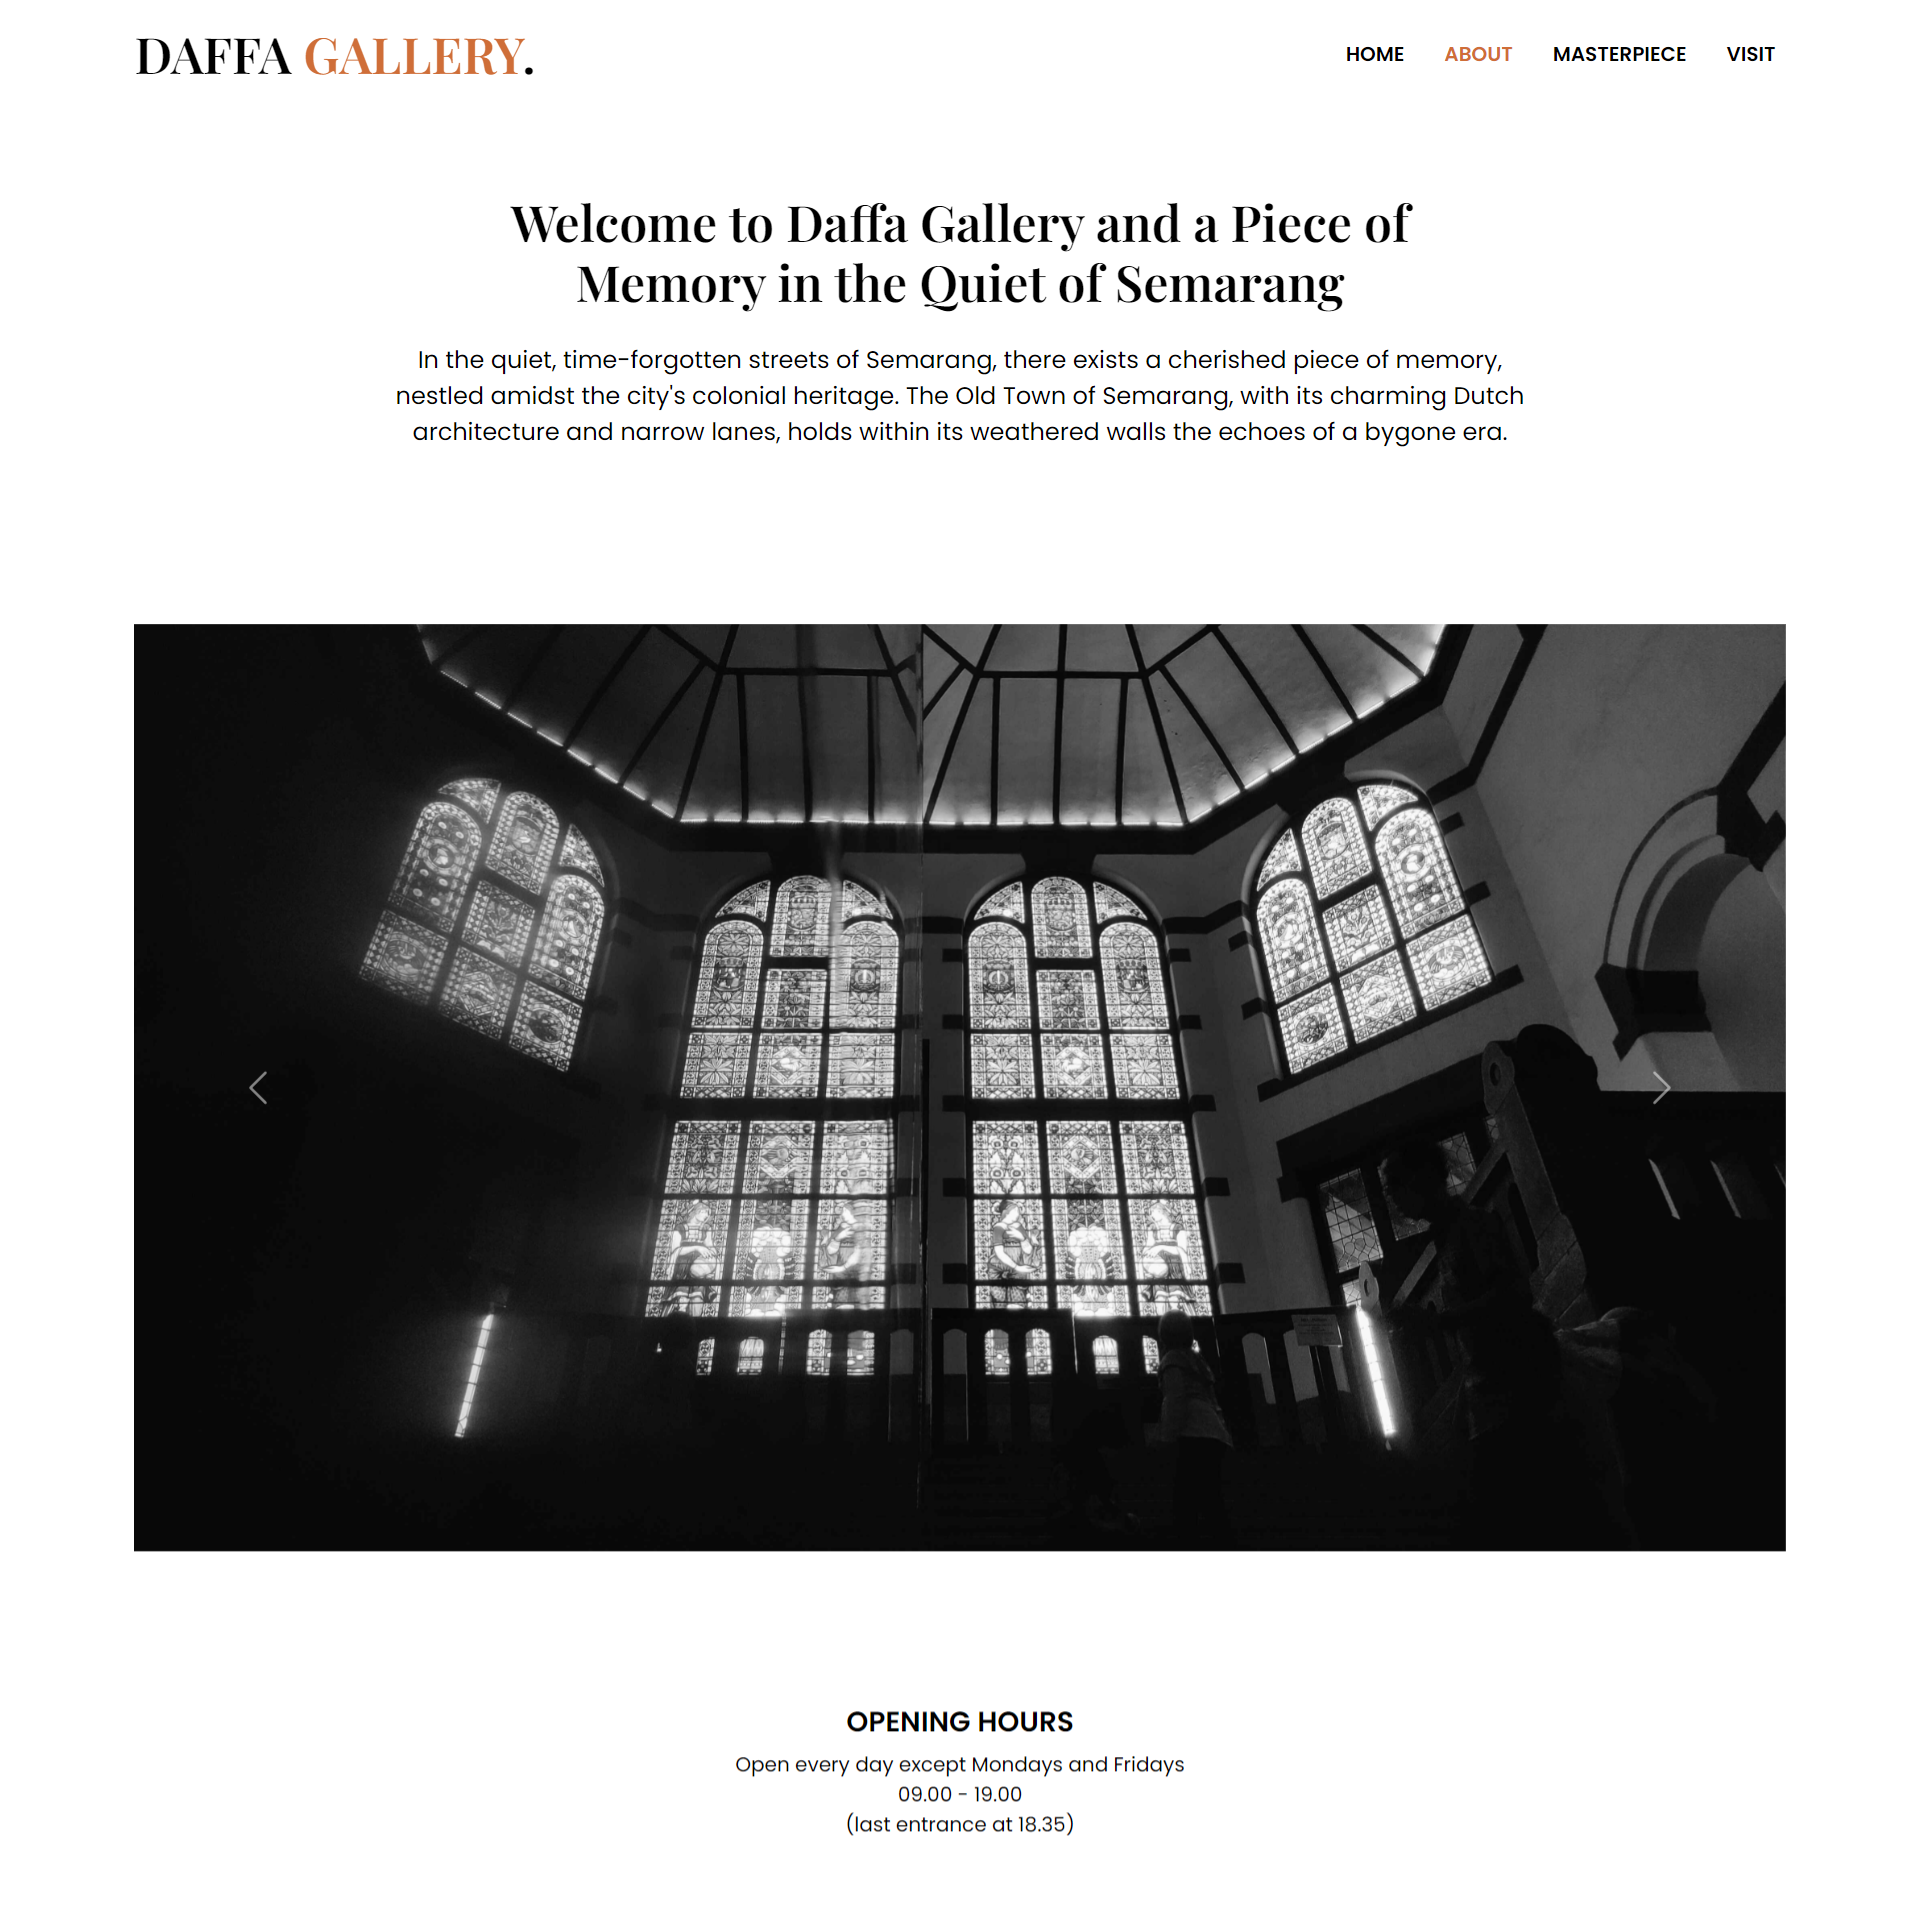 DAFFA GALLERY.
HOME ABOUT MASTERPIECE VISIT
Welcome to Daffa Gallery and a Piece of
Memory in the Quiet of Semarang
In the quiet, time-forgotten streets of Semarang, there exists a cherished piece of memory,
nestled amidst the city's colonial heritage. The Old Town of Semarang, with its charming Dutch
architecture and narrow lanes, holds within its weathered walls the echoes of a bygone era.
OPENING HOURS
Open every day except Mondays and Fridays
09.00 - 19.00
(last entrance at 18.35)